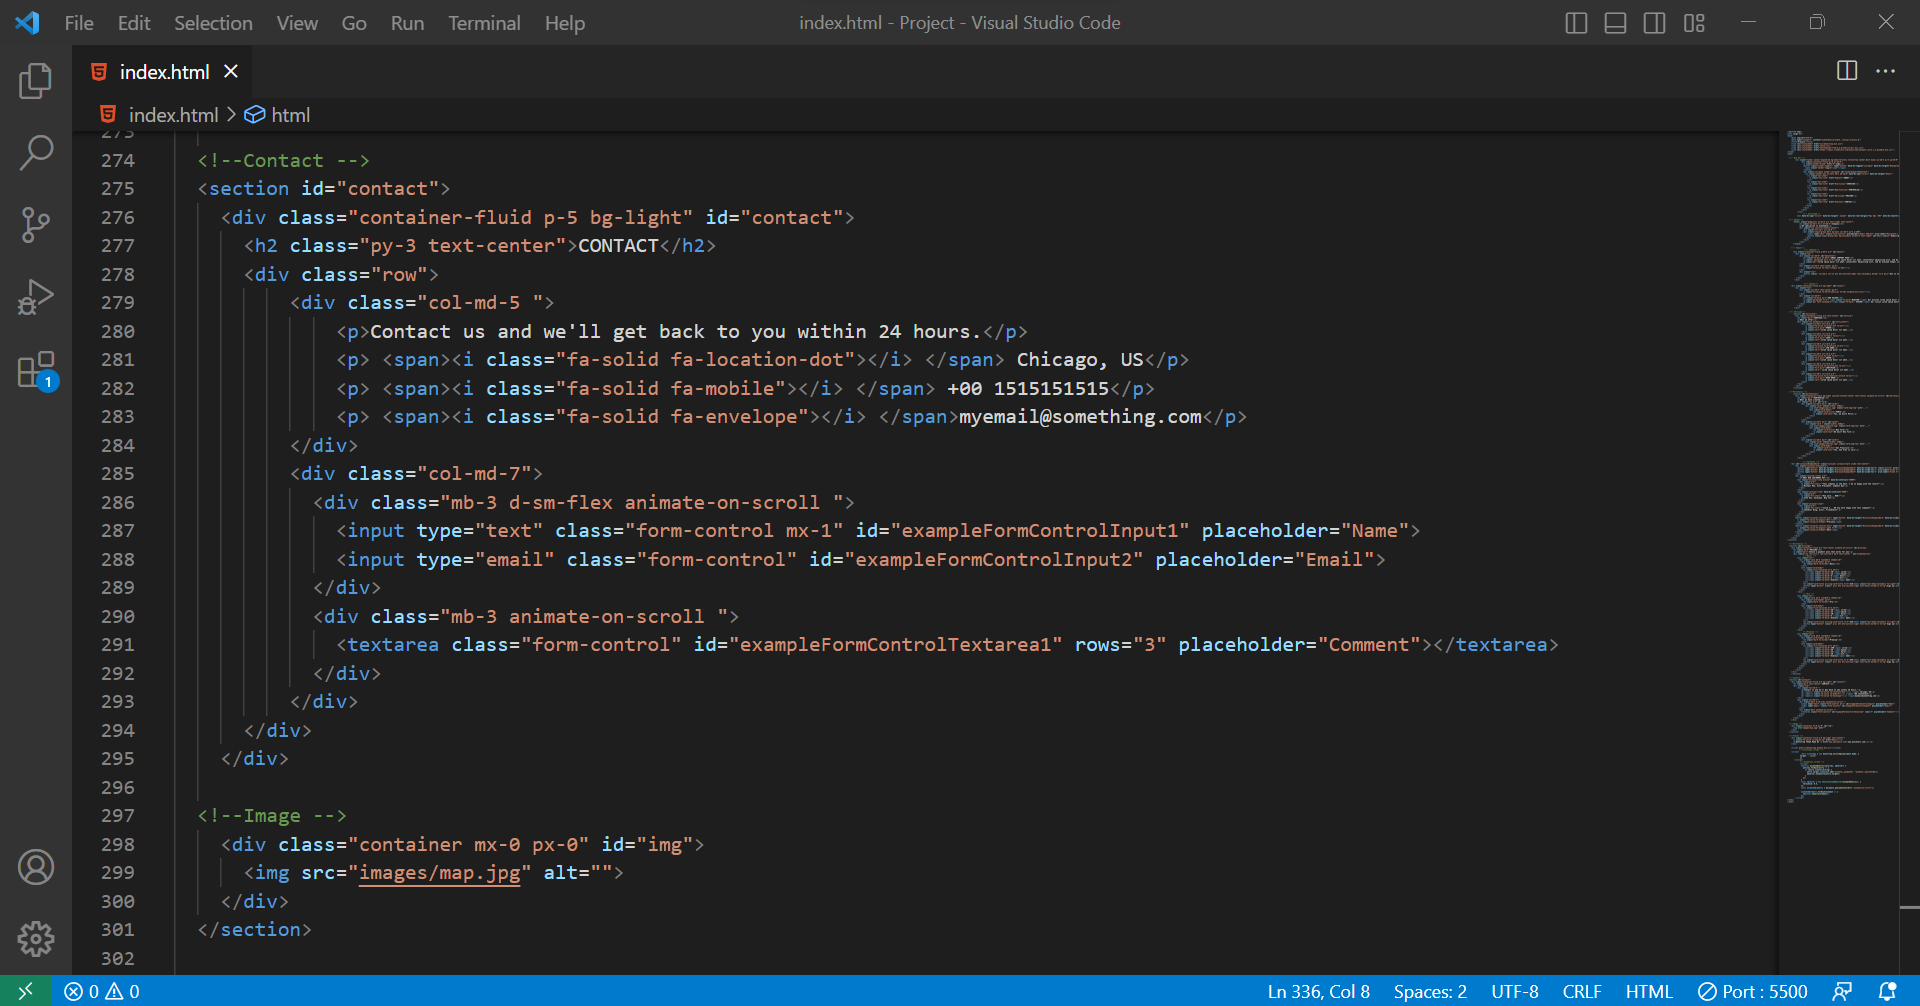 File Edit Selection View Go Run Terminal Help index.html - Project - Visual Studio Code
index.html
index.html > html
273
274 <!--Contact -->
275 <section id="contact">
276 <div class="container-fluid p-5 bg-light" id="contact">
277 <h2 class="py-3 text-center">CONTACT</h2>
278 <div class="row">
279 <div class="col-md-5 ">
280 <p>Contact us and we'll get back to you within 24 hours.</p>
281 <p> <span><i class="fa-solid fa-location-dot"></i> </span> Chicago, US</p>
282 <p> <span><i class="fa-solid fa-mobile"></i> </span> +00 1515151515</p>
283 <p> <span><i class="fa-solid fa-envelope"></i> </span>myemail@something.com</p>
284 </div>
285 <div class="col-md-7">
286 <div class="mb-3 d-sm-flex animate-on-scroll ">
287 <input type="text" class="form-control mx-1" id="exampleFormControlInput1" placeholder="Name">
288 <input type="email" class="form-control" id="exampleFormControlInput2" placeholder="Email">
289 </div>
290 <div class="mb-3 animate-on-scroll ">
291 <textarea class="form-control" id="exampleFormControlTextarea1" rows="3" placeholder="Comment"></textarea>
292 </div>
293 </div>
294 </div>
295 </div>
296
297 <!--Image -->
298 <div class="container mx-0 px-0" id="img">
299 <img src="images/map.jpg" alt="">
300 </div>
301 </section>
302
1
0 0 Ln 336, Col 8 Spaces: 2 UTF-8 CRLF HTML Port : 5500